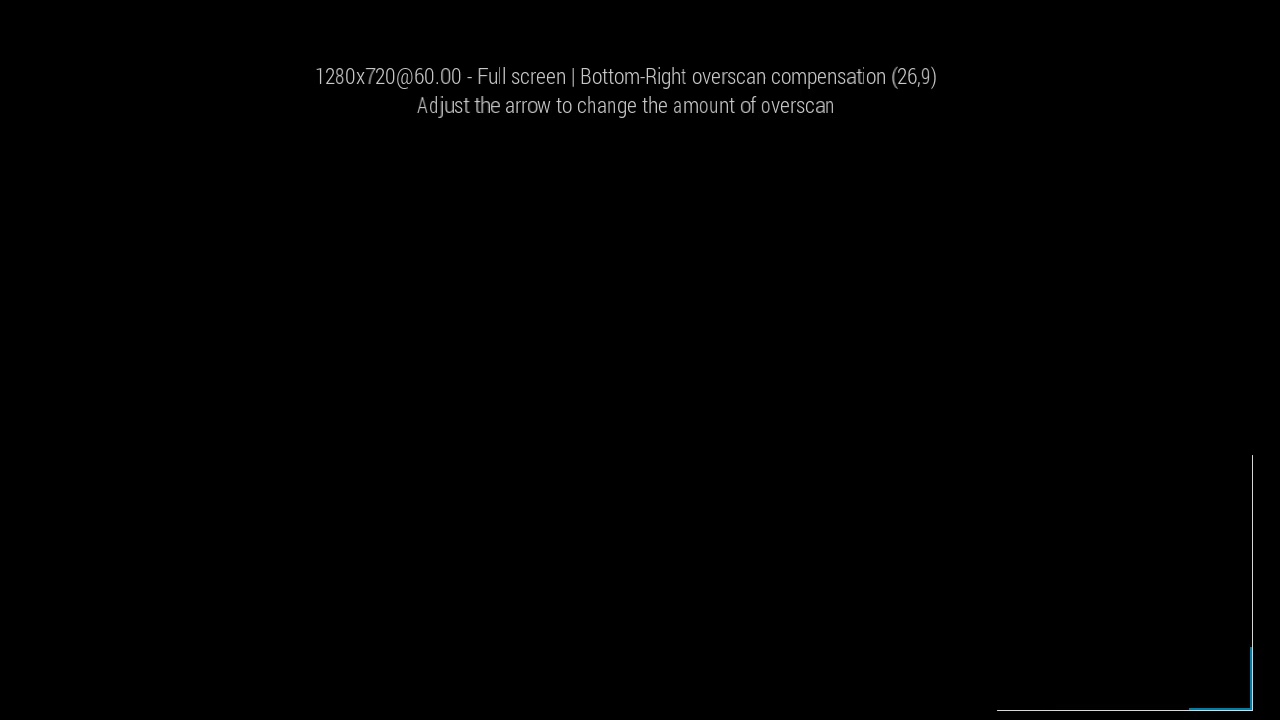 1280x720@60.00 - Full screen | Bottom-Right overscan compensation (26,9)
Adjust the arrow to change the amount of overscan